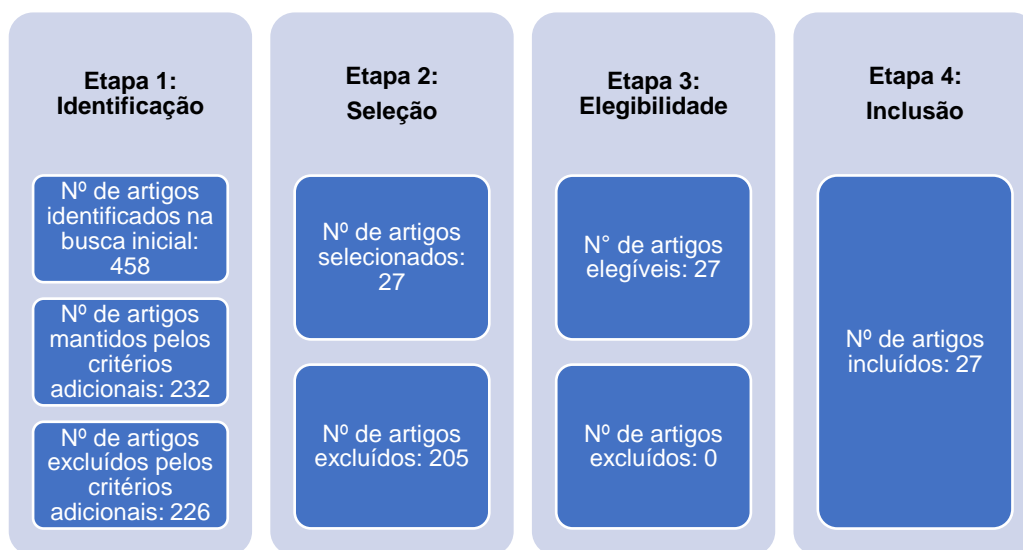 Etapa 1:
Identificação
Nº de artigos
identificados na
busca inicial:
458
Nº de artigos
mantidos pelos
critérios
adicionais: 232
Nº de artigos
excluídos pelos
critérios
adicionais: 226
Etapa 2:
Seleção
Nº de artigos
selecionados:
27
Nº de artigos
excluídos: 205
Etapa 3:
Elegibilidade
N° de artigos
elegíveis: 27
Nº de artigos
excluídos: 0
Etapa 4:
Inclusão
Nº de artigos
incluídos: 27